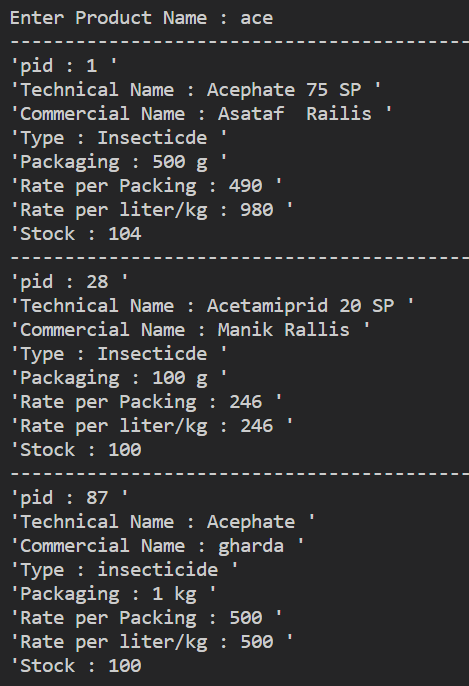 Enter Product Name : ace
------------------------------------------
'pid : 1 '
'Technical Name : Acephate 75 SP '
'Commercial Name : Asataf  Railis '
'Type : Insecticde '
'Packaging : 500 g '
'Rate per Packing : 490 '
'Rate per liter/kg : 980 '
'Stock : 104
------------------------------------------
'pid : 28 '
'Technical Name : Acetamiprid 20 SP '
'Commercial Name : Manik Rallis '
'Type : Insecticde '
'Packaging : 100 g '
'Rate per Packing : 246 '
'Rate per liter/kg : 246 '
'Stock : 100
------------------------------------------
'pid : 87 '
'Technical Name : Acephate '
'Commercial Name : gharda '
'Type : insecticide '
'Packaging : 1 kg '
'Rate per Packing : 500 '
'Rate per liter/kg : 500 '
'Stock : 100